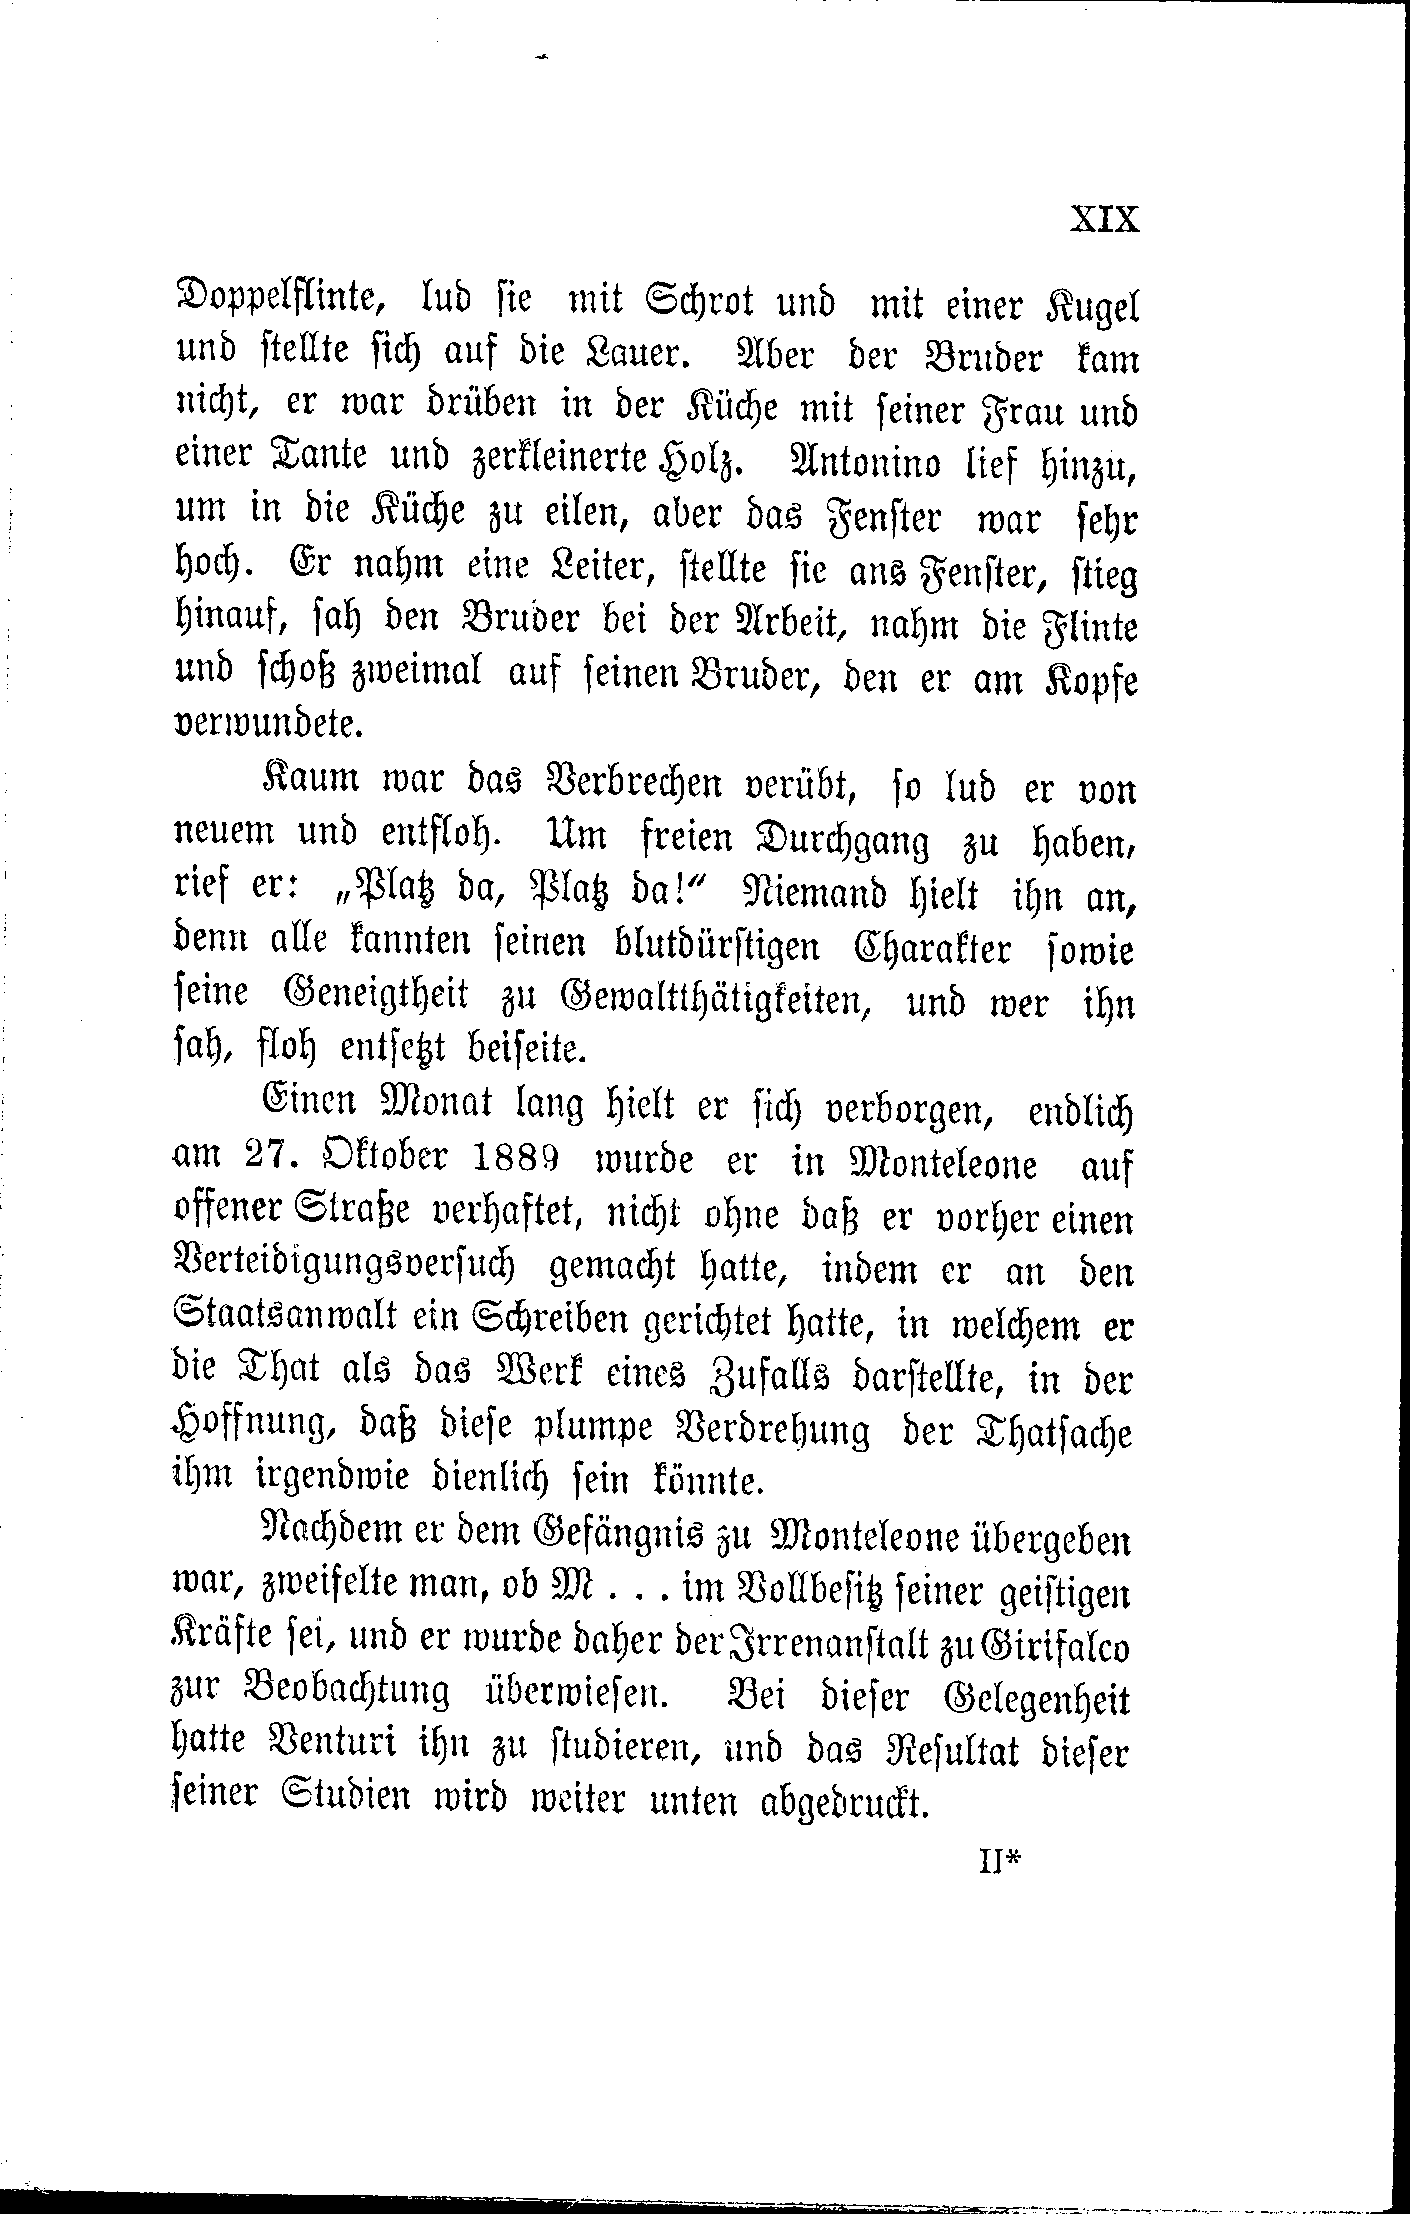 XIX
Doppelflinte, lud sie mit Schrot und mit einer Kugel
und stellte sich auf die Lauer. Aber der Bruder kam
nicht, er war drüben in der Küche mit seiner Frau und
einer Tante und zerkleinerte Holz. Antonino lief hinzu,
um in die Küche zu eilen, aber das Fenster war sehr
hoch. Er nahm eine Leiter, stellte sie ans Fenster, stieg
hinauf, sah den Bruder bei der Arbeit, nahm die Flinte
und schoß zweimal auf seinen Bruder, den er am Kopfe
verwundete.
Kaum war das Verbrechen verübt, so lud er von
neuem und entfloh. Um freien Durchgang zu haben,
rief er: „Platz da, Platz da!“ Niemand hielt ihn an,
denn alle kannten seinen blutdürstigen Charakter sowie
seine Geneigtheit zu Gewaltthätigkeiten, und wer ihn
sah, floh entsetzt beiseite.
Einen Monat lang hielt er sich verborgen, endlich
am 27. Oktober 1889 wurde er in Monteleone auf
offener Straße verhaftet, nicht ohne daß er vorher einen
Verteidigungsversuch gemacht hatte, indem er an den
Staatsanwalt ein Schreiben gerichtet hatte, in welchem er
die That als das Werk eines Zufalls darstellte, in der
Hoffnung, daß diese plumpe Verdrehung der Thatsache
ihm irgendwie dienlich sein könnte.
Nachdem er dem Gefängnis zu Monteleone übergeben
war, zweifelte man, ob M . . . im Vollbesitz seiner geistigen
Kräfte sei, und er wurde daher der Irrenanstalt zu Girifalco
zur Beobachtung überwiesen. Bei dieser Gelegenheit
hatte Venturi ihn zu studieren, und das Resultat dieser
seiner Studien wird weiter unten abgedruckt.
II*